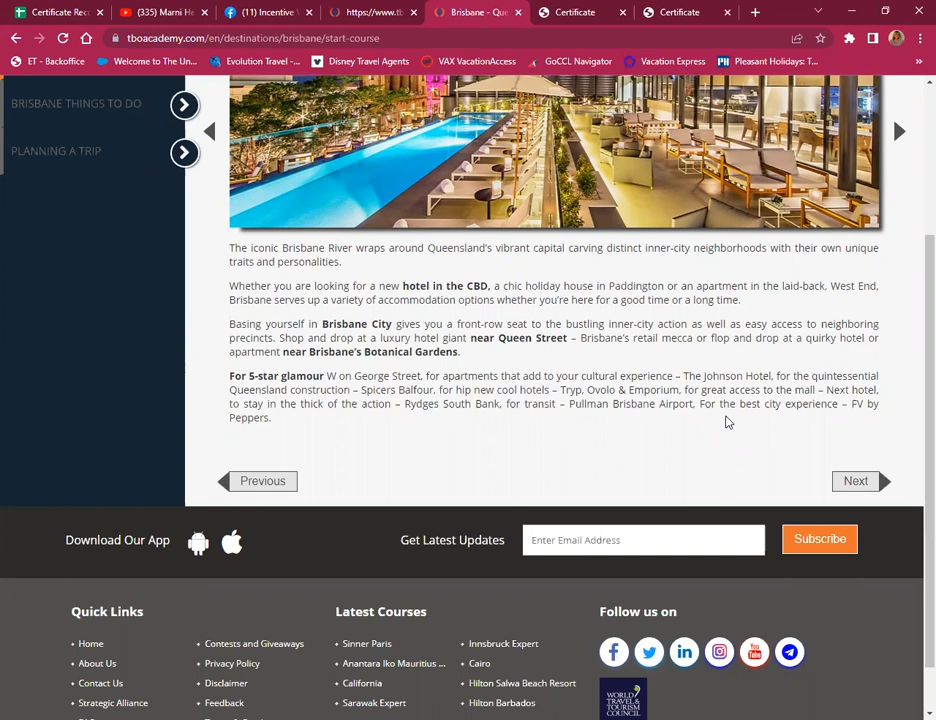 Certificate Rec
(335) Marni He
(11) Incentive
https://www.tb
Brisbane - Que
Certificate
Certificate
tboacademy.com/en/destinations/brisbane/start-course
ET - Backoffice
Welcome to The Un...
Evolution Travel -...
Disney Travel Agents
VAX VacationAccess
GoCCL Navigator
Vacation Express
Pleasant Holidays: T...
»
BRISBANE THINGS TO DO
PLANNING A TRIP
The iconic Brisbane River wraps around Queensland's vibrant capital carving distinct inner-city neighborhoods with their own unique
traits and personalities.
Whether you are looking for a new hotel in the CBD, a chic holiday house in Paddington or an apartment in the laid-back, West End,
Brisbane serves up a variety of accommodation options whether you're here for a good time or a long time.
Basing yourself in Brisbane City gives you a front-row seat to the bustling inner-city action as well as easy access to neighboring
precincts. Shop and drop at a luxury hotel giant near Queen Street – Brisbane's retail mecca or flop and drop at a quirky hotel or
apartment near Brisbane's Botanical Gardens.
For 5-star glamour W on George Street, for apartments that add to your cultural experience – The Johnson Hotel, for the quintessential
Queensland construction – Spicers Balfour, for hip new cool hotels – Tryp, Ovolo & Emporium, for great access to the mall – Next hotel,
to stay in the thick of the action – Rydges South Bank, for transit – Pullman Brisbane Airport, For the best city experience – FV by
Peppers.
Previous
Next
Download Our App
Get Latest Updates
Enter Email Address
Subscribe
Quick Links
Latest Courses
Follow us on
Home
Contests and Giveaways
Sinner Paris
Innsbruck Expert
About Us
Privacy Policy
Anantara Iko Mauritius ...
Cairo
Contact Us
Disclaimer
California
Hilton Salwa Beach Resort
Strategic Alliance
Feedback
Sarawak Expert
Hilton Barbados
WORLD
TRAVEL &
TOURISM
COUNCIL